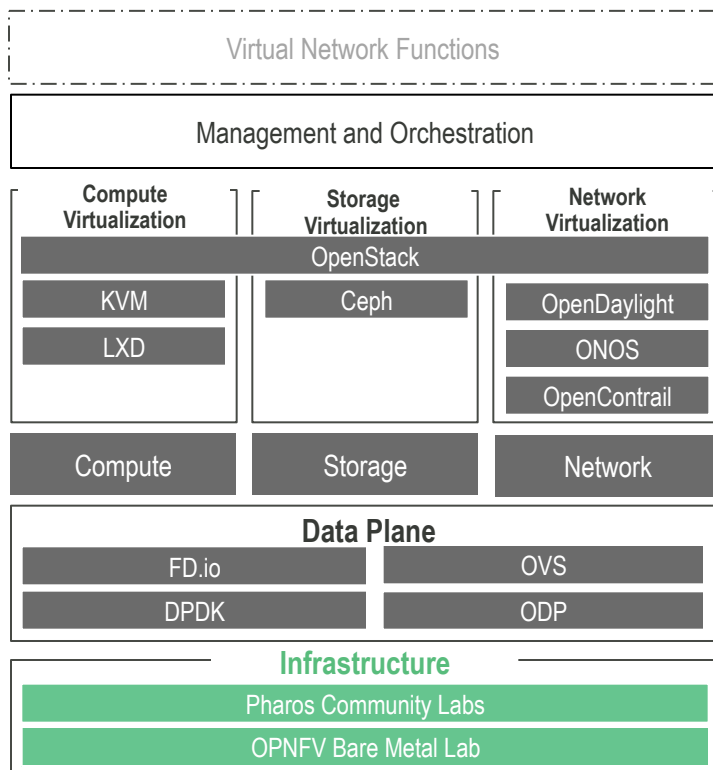 Virtual Network Functions
Management and Orchestration
Compute
Virtualization
Storage
Virtualization
Network
Virtualization
OpenStack
KVM
Ceph
OpenDaylight
LXD
ONOS
OpenContrail
Compute
Storage
Network
Data Plane
FD.io
OVS
DPDK
ODP
Infrastructure
Pharos Community Labs
OPNFV Bare Metal Lab